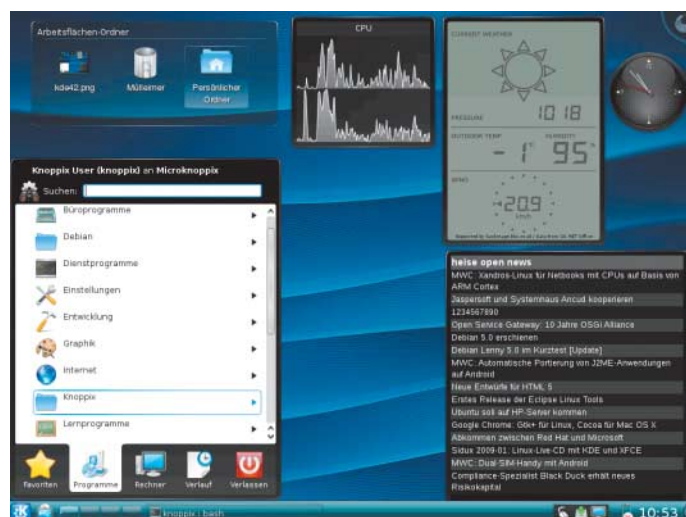 Arbeitsflächen-Ordner
kde42.png
Mülleimer
Persönlicher
Ordner
CPU
CURRENT WEATHER
PRESSURE
1018
OUTDOOR TEMP
HUMIDITY
-1°
95%
WIND
20.9
km/h
Knoppix User (knoppix) an Microknoppix
Suchen:
Büroprogramme
Debian
Dienstprogramme
Einstellungen
Entwicklung
Graphik
Internet
Knoppix
Lernprogramme
Favoriten
Programme
Rechner
Verlauf
Verlassen
heise open news
MWC: Xandros-Linux für Netbooks mit CPUs auf Basis von
ARM Cortex
Jaspersoft und Systemhaus Ancud kooperieren
1234567890
Open Service Gateway: 10 Jahre OSGi Alliance
Debian 5.0 erschienen
Debian Lenny 5.0 im Kurztest [Update]
MWC: Automatische Portierung von J2ME-Anwendungen
auf Android
Neue Entwürfe für HTML 5
Erstes Release der Eclipse Linux Tools
Ubuntu soll auf HP-Server kommen
Google Chrome: Gtk+ für Linux, Cocoa für Mac OS X
Abkommen zwischen Red Hat und Microsoft
Sidux 2009-01: Linux-Live-CD mit KDE und XFCE
MWC: Dual-SIM-Handy mit Android
Compliance-Spezialist Black Duck erhält neues
Risikokapital
knoppix : bash
10:53